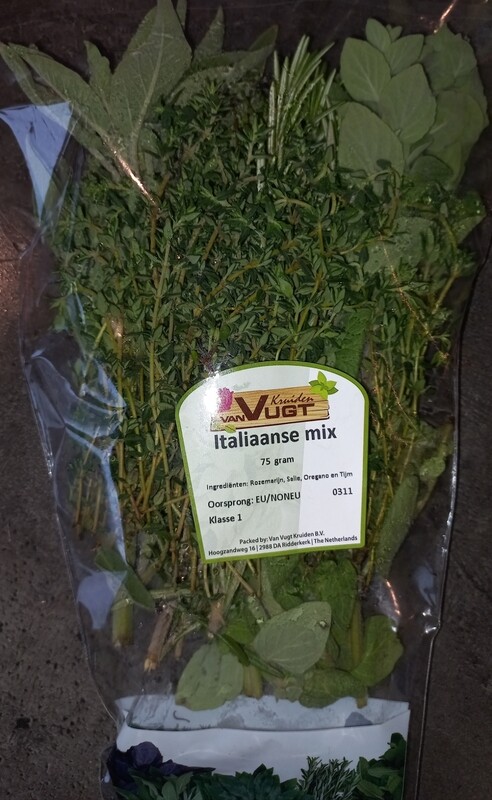 Kruiden
VAN VUGT
Italiaanse mix
75 gram
Ingrediënten: Rozemarijn, Salie, Oregano en Tijm
Oorsprong: EU/NONEU 0311
Klasse 1
Packed by: Van Vugt Kruiden B.V.
Hoogzandweg 16 | 2988 DA Ridderkerk | The Netherlands